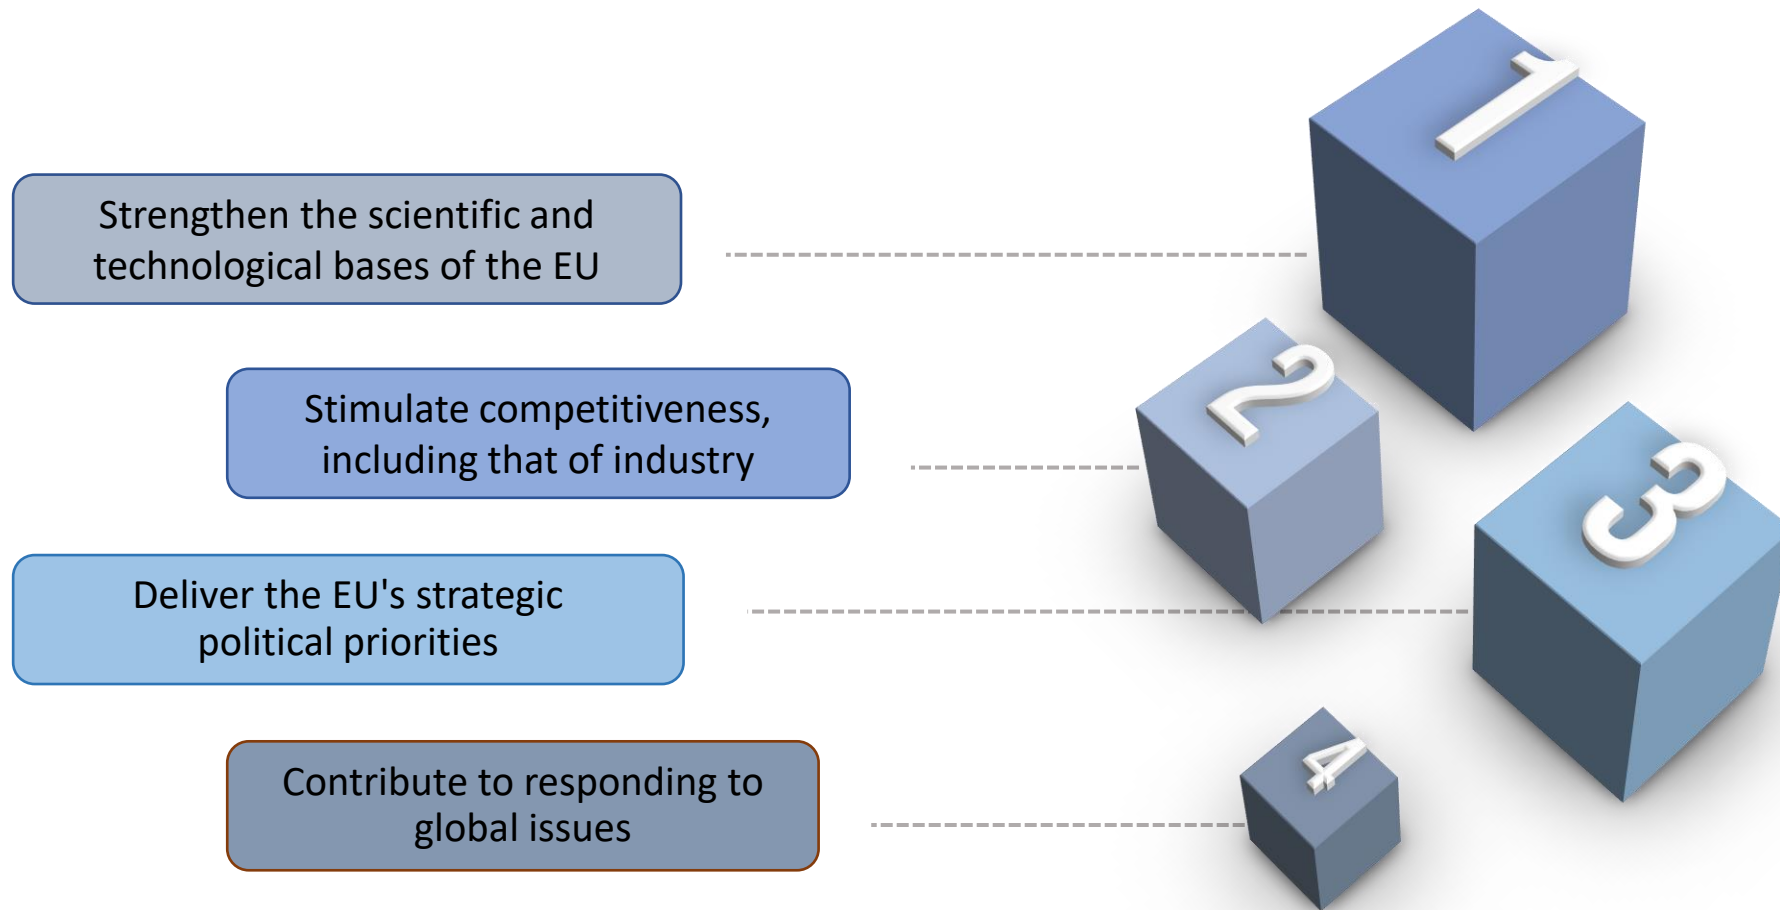 1
Strengthen the scientific and
technological bases of the EU
2
Stimulate competitiveness,
including that of industry
3
Deliver the EU's strategic
political priorities
4
Contribute to responding to
global issues